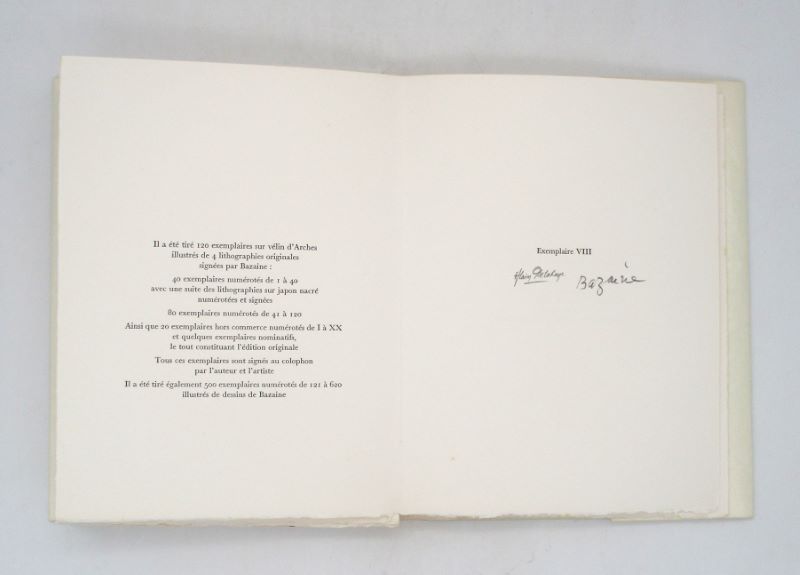 Il a été tiré 120 exemplaires sur vélin d'Arches
illustrés de 4 lithographies originales
signées par Bazaine :
40 exemplaires numérotés de 1 à 40
avec une suite des lithographies sur japon nacré
numérotées et signées
80 exemplaires numérotés de 41 à 120
Ainsi que 20 exemplaires hors commerce numérotés de I à XX
et quelques exemplaires nominatifs,
le tout constituant l'édition originale
Tous ces exemplaires sont signés au colophon
par l'auteur et l'artiste
Il a été tiré également 500 exemplaires numérotés de 121 à 620
illustrés de dessins de Bazaine
Exemplaire VIII
Alain Delahaye Bazaine